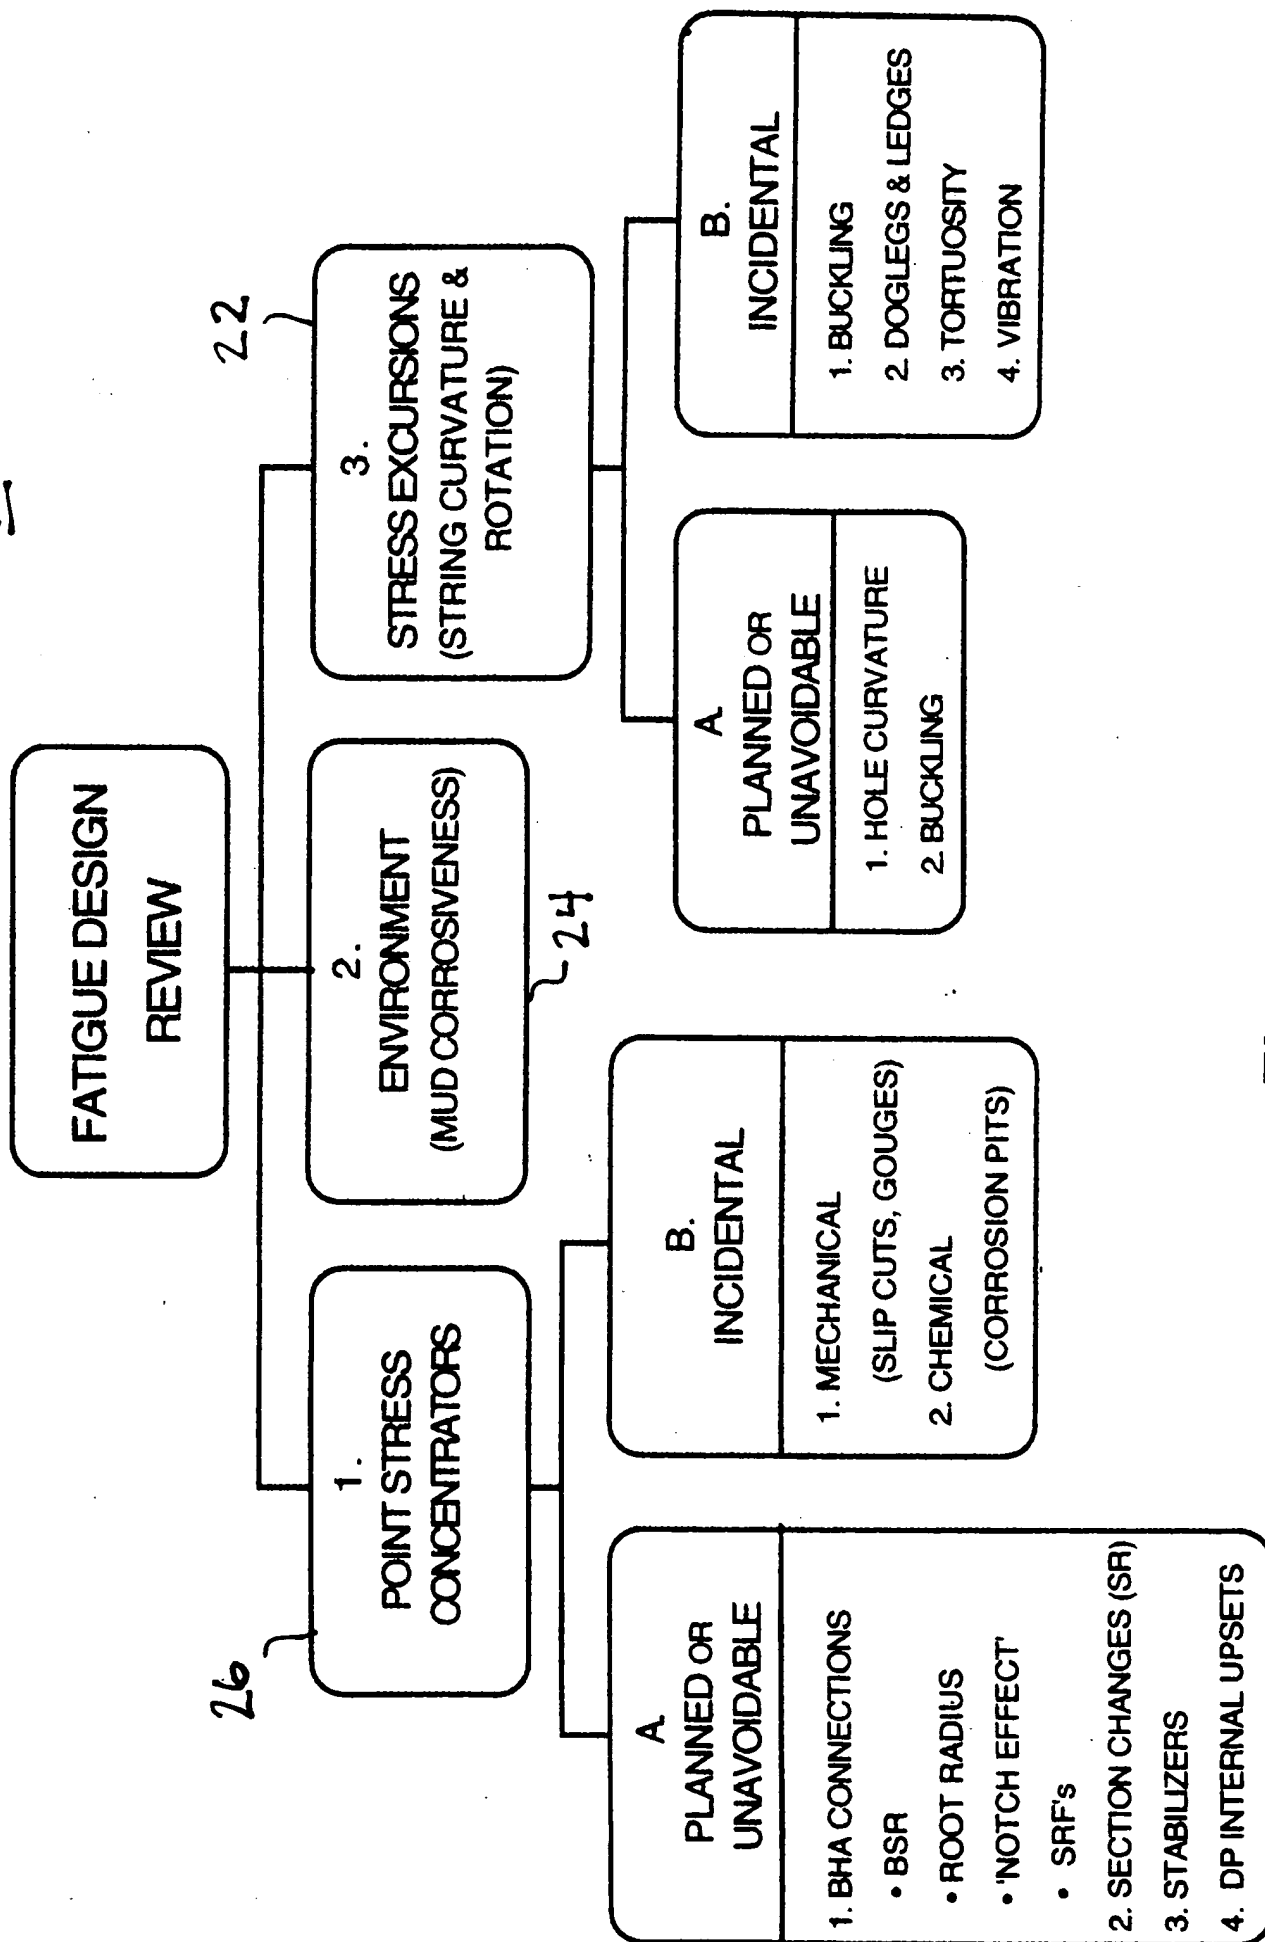 FATIGUE DESIGN
REVIEW
26
1.
POINT STRESS
CONCENTRATORS
2.
ENVIRONMENT
(MUD CORROSIVENESS)
24
22
3.
STRESS EXCURSIONS
(STRING CURVATURE &
ROTATION)
A.
PLANNED OR
UNAVOIDABLE
1. BHA CONNECTIONS
• BSR
• ROOT RADIUS
• 'NOTCH EFFECT'
• SRF's
2. SECTION CHANGES (SR)
3. STABILIZERS
4. DP INTERNAL UPSETS
B.
INCIDENTAL
1. MECHANICAL
(SLIP CUTS, GOUGES)
2. CHEMICAL
(CORROSION PITS)
A.
PLANNED OR
UNAVOIDABLE
1. HOLE CURVATURE
2. BUCKLING
B.
INCIDENTAL
1. BUCKLING
2. DOGLEGS & LEDGES
3. TORTUOSITY
4. VIBRATION